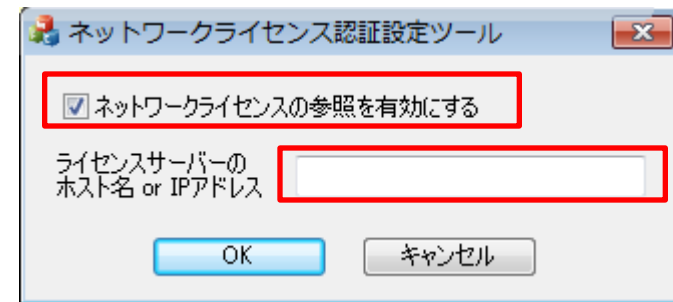 ネットワークライセンス認証設定ツール
ネットワークライセンスの参照を有効にする
ライセンスサーバーの
ホスト名 or IPアドレス
OK
キャンセル